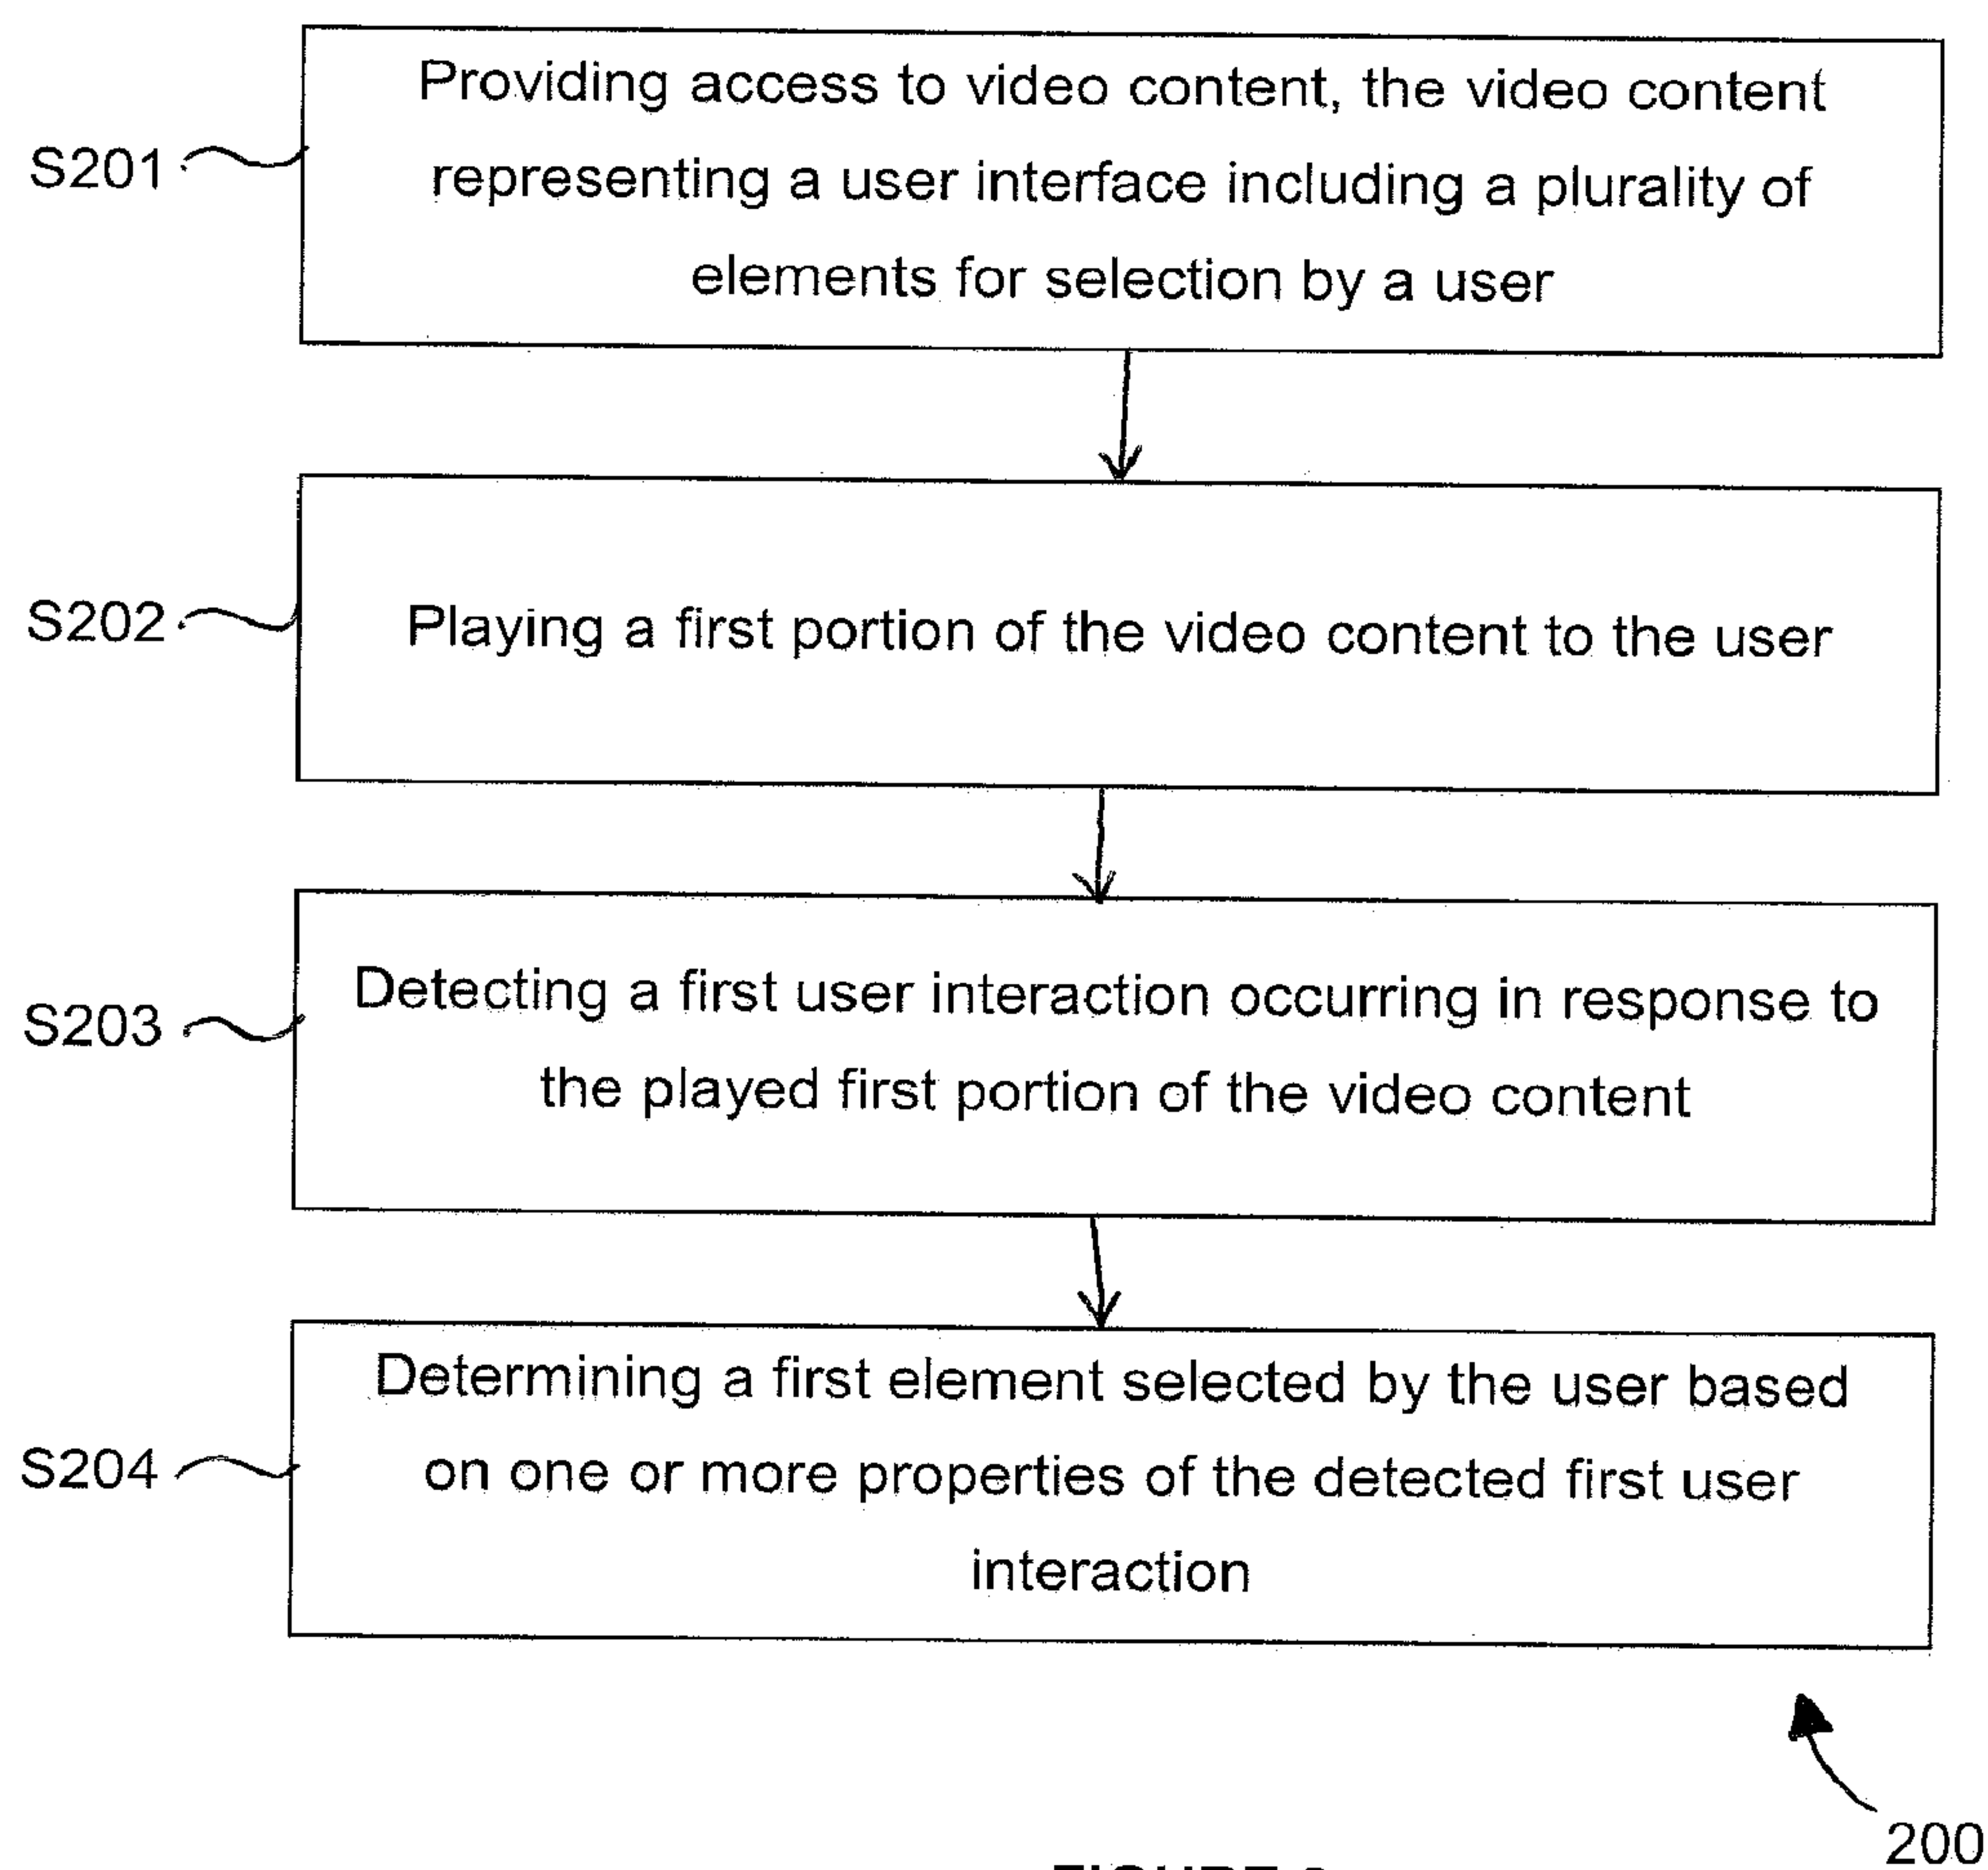 Providing access to video content, the video content
representing a user interface including a plurality of
elements for selection by a user
S201
Playing a first portion of the video content to the user
S202
Detecting a first user interaction occurring in response to
the played first portion of the video content
S203
Determining a first element selected by the user based
on one or more properties of the detected first user
interaction
S204
200